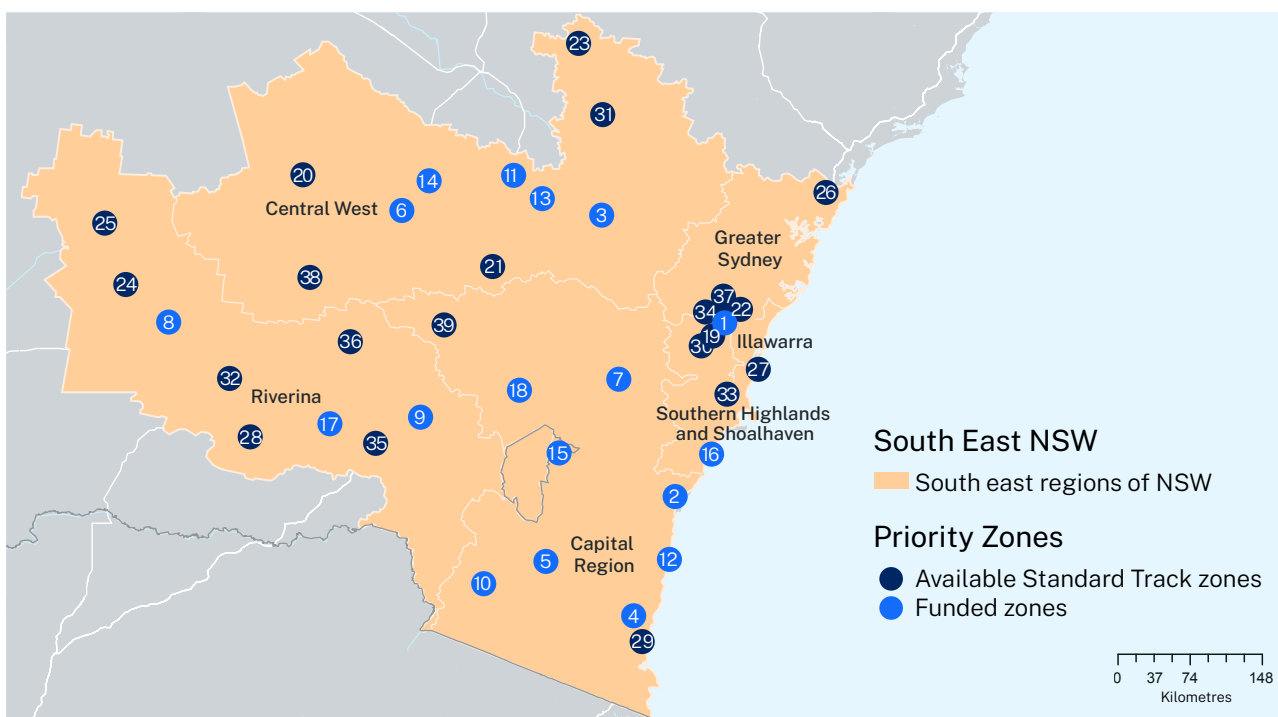 23
31
20
14
11
26
Central West
6
13
3
25
Greater
Sydney
21
38
24
37
34
22
8
39
1
19
36
30
Illawarra
27
32
7
Riverina
18
33
Southern Highlands
and Shoalhaven
17
9
28
35
15
16
2
Capital
Region
5
12
10
4
29
South East NSW
South east regions of NSW
Priority Zones
Available Standard Track zones
Funded zones
0 37 74 148
Kilometres